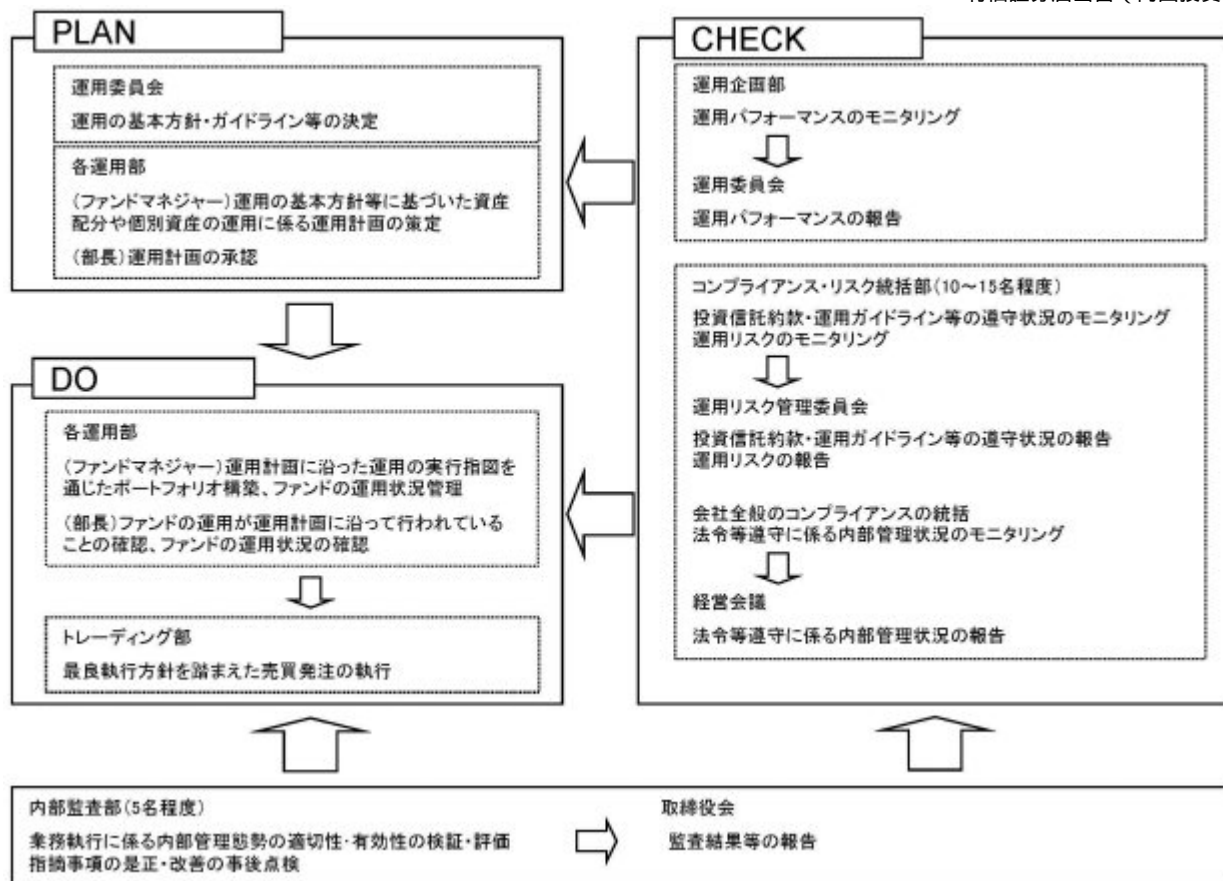 PLAN
運用委員会
運用の基本方針・ガイドライン等の決定
各運用部
(ファンドマネジャー)運用の基本方針等に基づいた資産
配分や個別資産の運用に係る運用計画の策定
(部長)運用計画の承認
DO
各運用部
(ファンドマネジャー)運用計画に沿った運用の実行指図を
通じたポートフォリオ構築、ファンドの運用状況管理
(部長)ファンドの運用が運用計画に沿って行われている
ことの確認、ファンドの運用状況の確認
トレーディング部
最良執行方針を踏まえた売買発注の執行
CHECK
運用企画部
運用パフォーマンスのモニタリング
運用委員会
運用パフォーマンスの報告
コンプライアンス・リスク統括部(10～15名程度)
投資信託約款・運用ガイドライン等の遵守状況のモニタリング
運用リスクのモニタリング
運用リスク管理委員会
投資信託約款・運用ガイドライン等の遵守状況の報告
運用リスクの報告
会社全般のコンプライアンスの統括
法令等遵守に係る内部管理状況のモニタリング
経営会議
法令等遵守に係る内部管理状況の報告
内部監査部(5名程度)
業務執行に係る内部管理態勢の適切性・有効性の検証・評価
指摘事項の是正・改善の事後点検
取締役会
監査結果等の報告